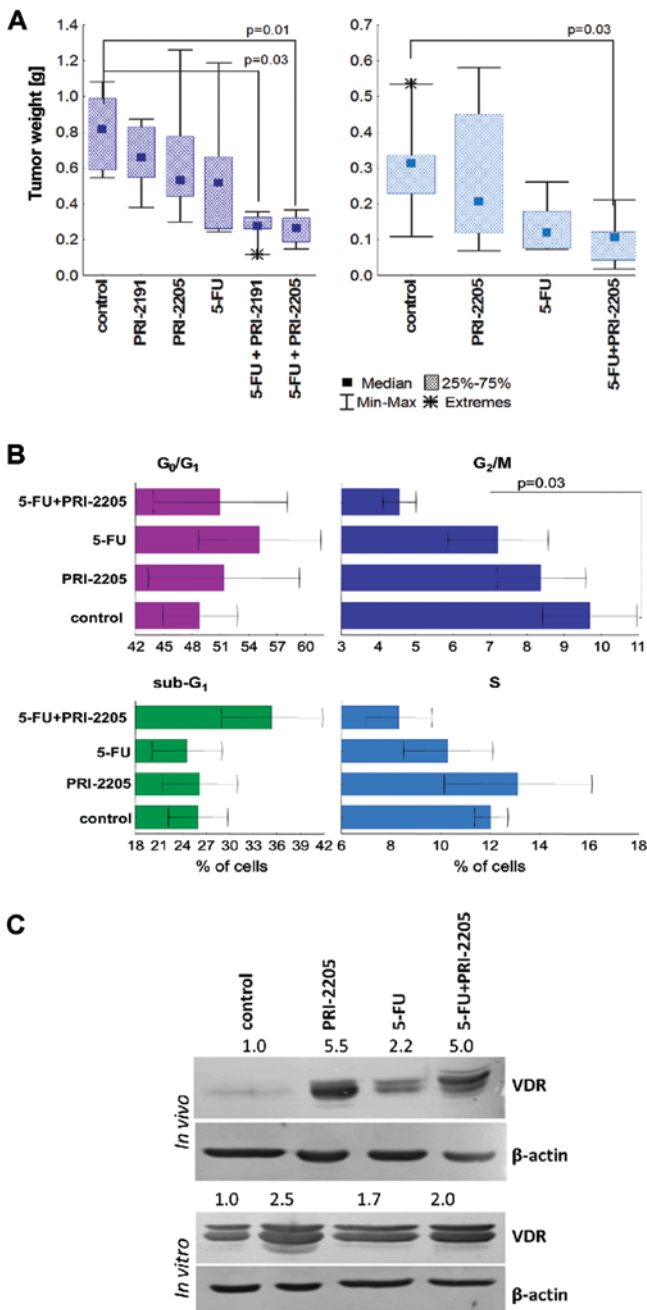 A
Tumor weight [g]
1.4
1.2
1.0
0.8
0.6
0.4
0.2
0.0
p=0.01
p=0.03
control
PRI-2191
PRI-2205
5-FU
5-FU + PRI-2191
5-FU + PRI-2205
0.7
0.6
0.5
0.4
0.3
0.2
0.1
0.0
p=0.03
control
PRI-2205
5-FU
5-FU+PRI-2205
Median 25%-75%
Min-Max Extremes
B
G0/G1
5-FU+PRI-2205
5-FU
PRI-2205
control
42 45 48 51 54 57 60
G2/M
p=0.03
3 4 5 6 7 8 9 10 11
sub-G1
5-FU+PRI-2205
5-FU
PRI-2205
control
18 21 24 27 30 33 36 39 42
% of cells
S
6 8 10 12 14 16 18
% of cells
C
control PRI-2205 5-FU 5-FU+PRI-2205
1.0 5.5 2.2 5.0
In vivo
VDR
β-actin
1.0 2.5 1.7 2.0
In vitro
VDR
β-actin